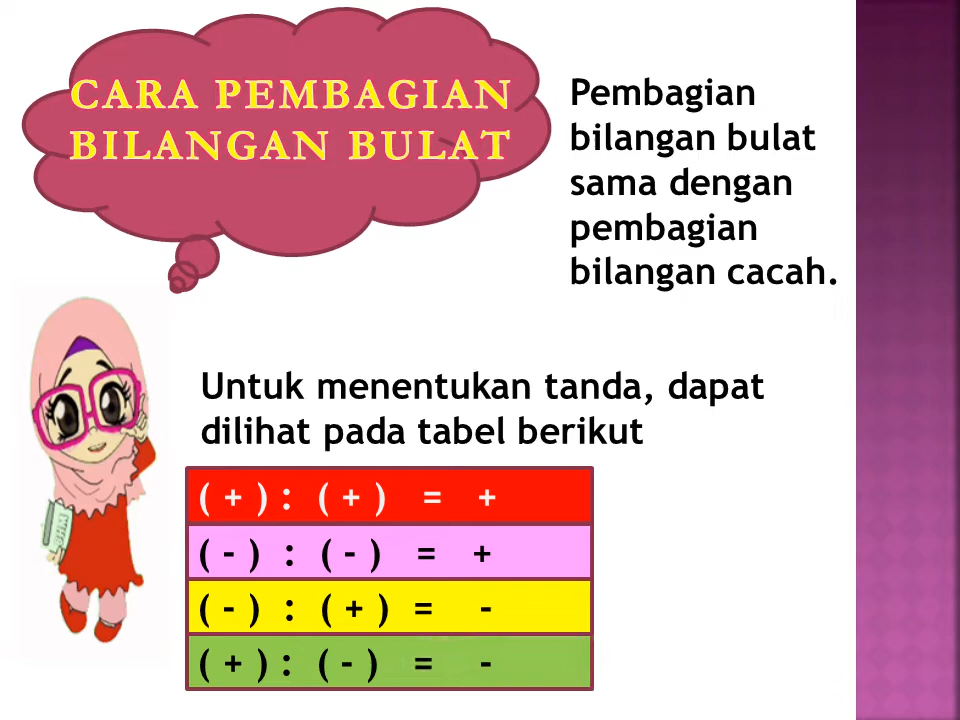 CARA PEMBAGIAN
BILANGAN BULAT
Pembagian
bilangan bulat
sama dengan
pembagian
bilangan cacah.
Untuk menentukan tanda, dapat
dilihat pada tabel berikut
( + ) : ( + ) = +
( - ) : ( - ) = +
( - ) : ( + ) = -
( + ) : ( - ) = -